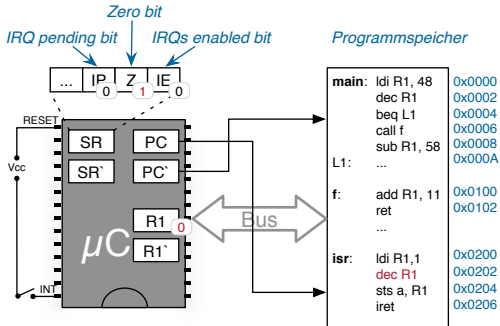 Zero bit
IRQ pending bit IRQs enabled bit Programmspeicher
... IP Z IE
0 1 0
RESET
Vcc
INT
SR PC
SR` PC`
R1 0
R1`
µC
Bus
main: ldi R1, 48 0x0000
dec R1 0x0002
beq L1 0x0004
call f 0x0006
sub R1, 58 0x0008
L1: ... 0x000A
f: add R1, 11 0x0100
ret 0x0102
...
isr: ldi R1,1 0x0200
dec R1 0x0202
sts a, R1 0x0204
iret 0x0206